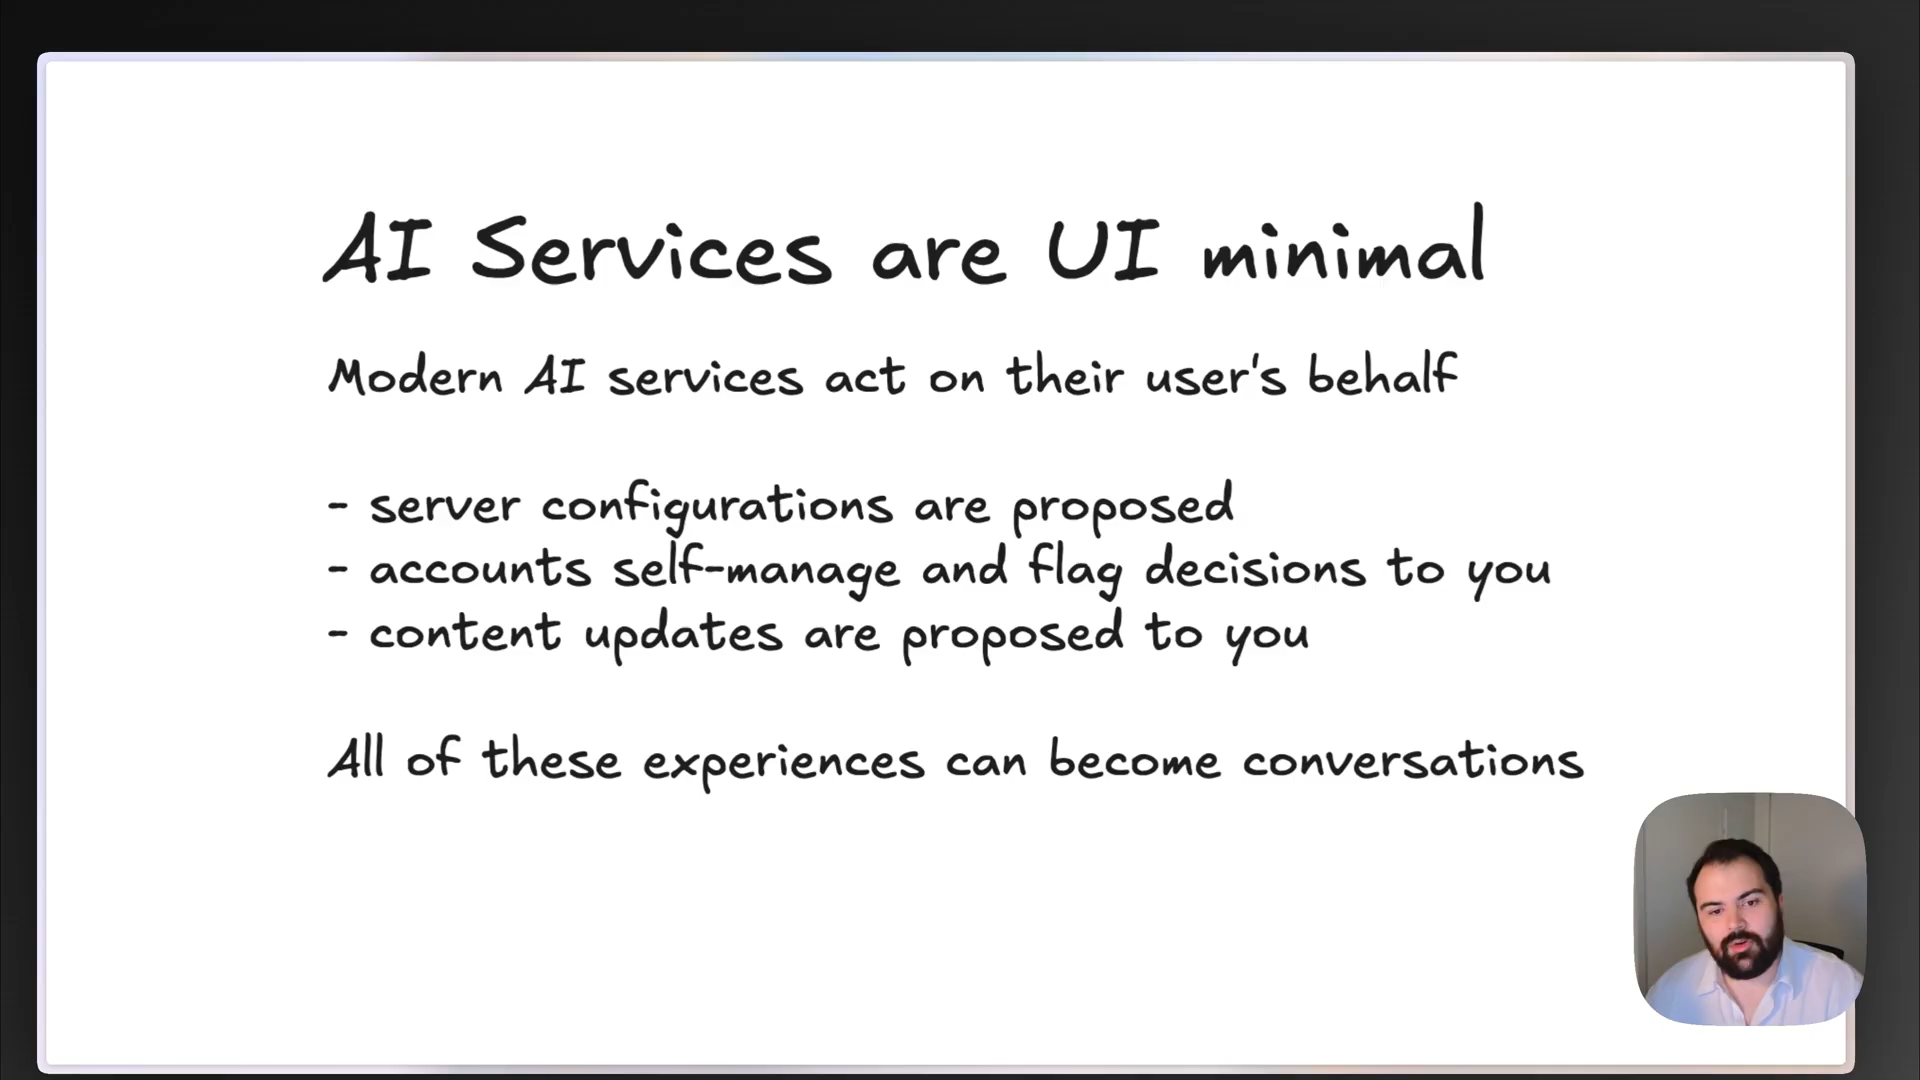 AI Services are UI minimal
Modern AI services act on their user's behalf
- server configurations are proposed
- accounts self-manage and flag decisions to you
- content updates are proposed to you
All of these experiences can become conversations